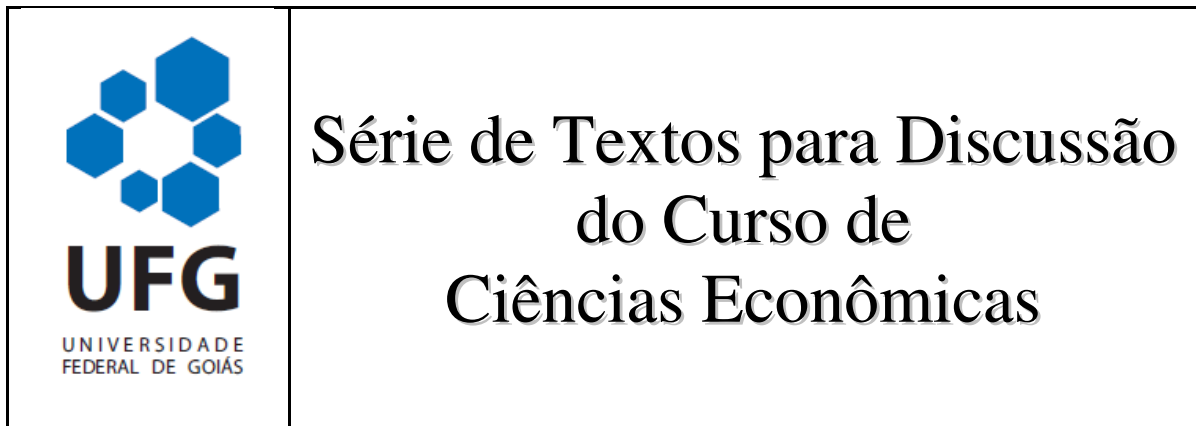 UFG
UNIVERSIDADE
FEDERAL DE GOIÁS
Série de Textos para Discussão
do Curso de
Ciências Econômicas